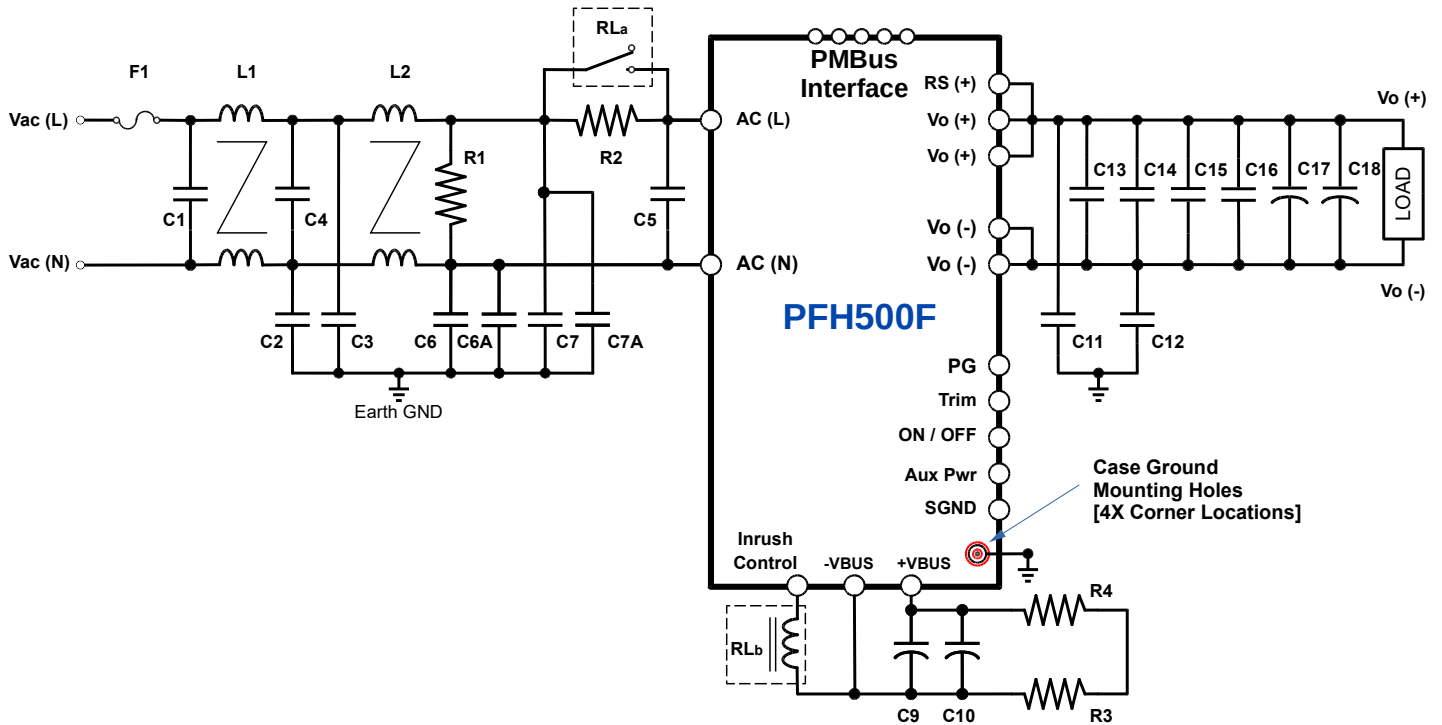 RLa
F1
L1
L2
PMBus
Interface
RS (+)
Vo (+)
Vac (L)
AC (L)
Vo (+)
R2
R1
Vo (+)
C13
C14
C15
C16
C17
C18
LOAD
C1
C4
C5
Vo (-)
Vac (N)
AC (N)
Vo (-)
Vo (-)
PFH500F
C2
C3
C6
C6A
C7
C7A
C11
C12
PG
Earth GND
Trim
ON / OFF
Aux Pwr
SGND
Case Ground
Mounting Holes
[4X Corner Locations]
Inrush
Control
-VBUS
+VBUS
R4
RLb
C9
C10
R3